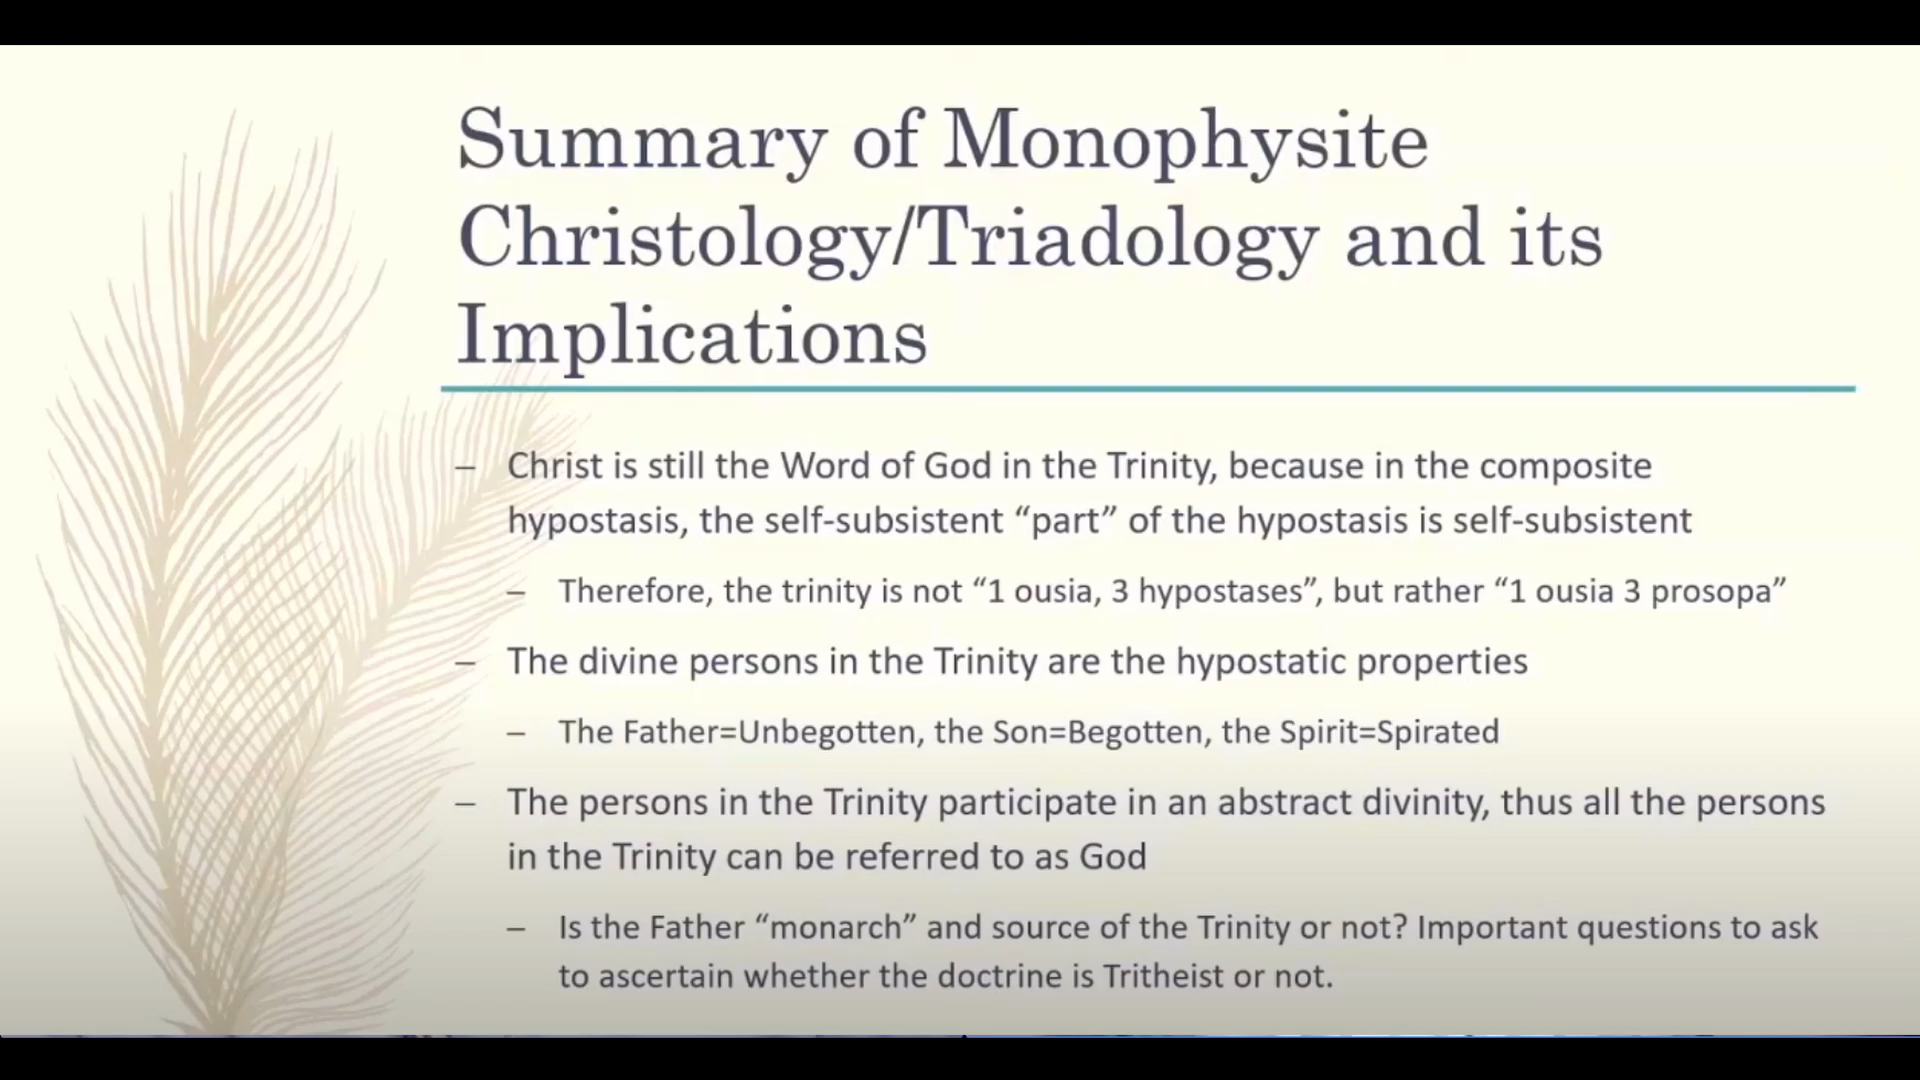 Summary of Monophysite
Christology/Triadology and its
Implications
– Christ is still the Word of God in the Trinity, because in the composite
hypostasis, the self-subsistent “part” of the hypostasis is self-subsistent
– Therefore, the trinity is not “1 ousia, 3 hypostases”, but rather “1 ousia 3 prosopa”
– The divine persons in the Trinity are the hypostatic properties
– The Father=Unbegotten, the Son=Begotten, the Spirit=Spirated
– The persons in the Trinity participate in an abstract divinity, thus all the persons
in the Trinity can be referred to as God
– Is the Father “monarch” and source of the Trinity or not? Important questions to ask
to ascertain whether the doctrine is Tritheist or not.